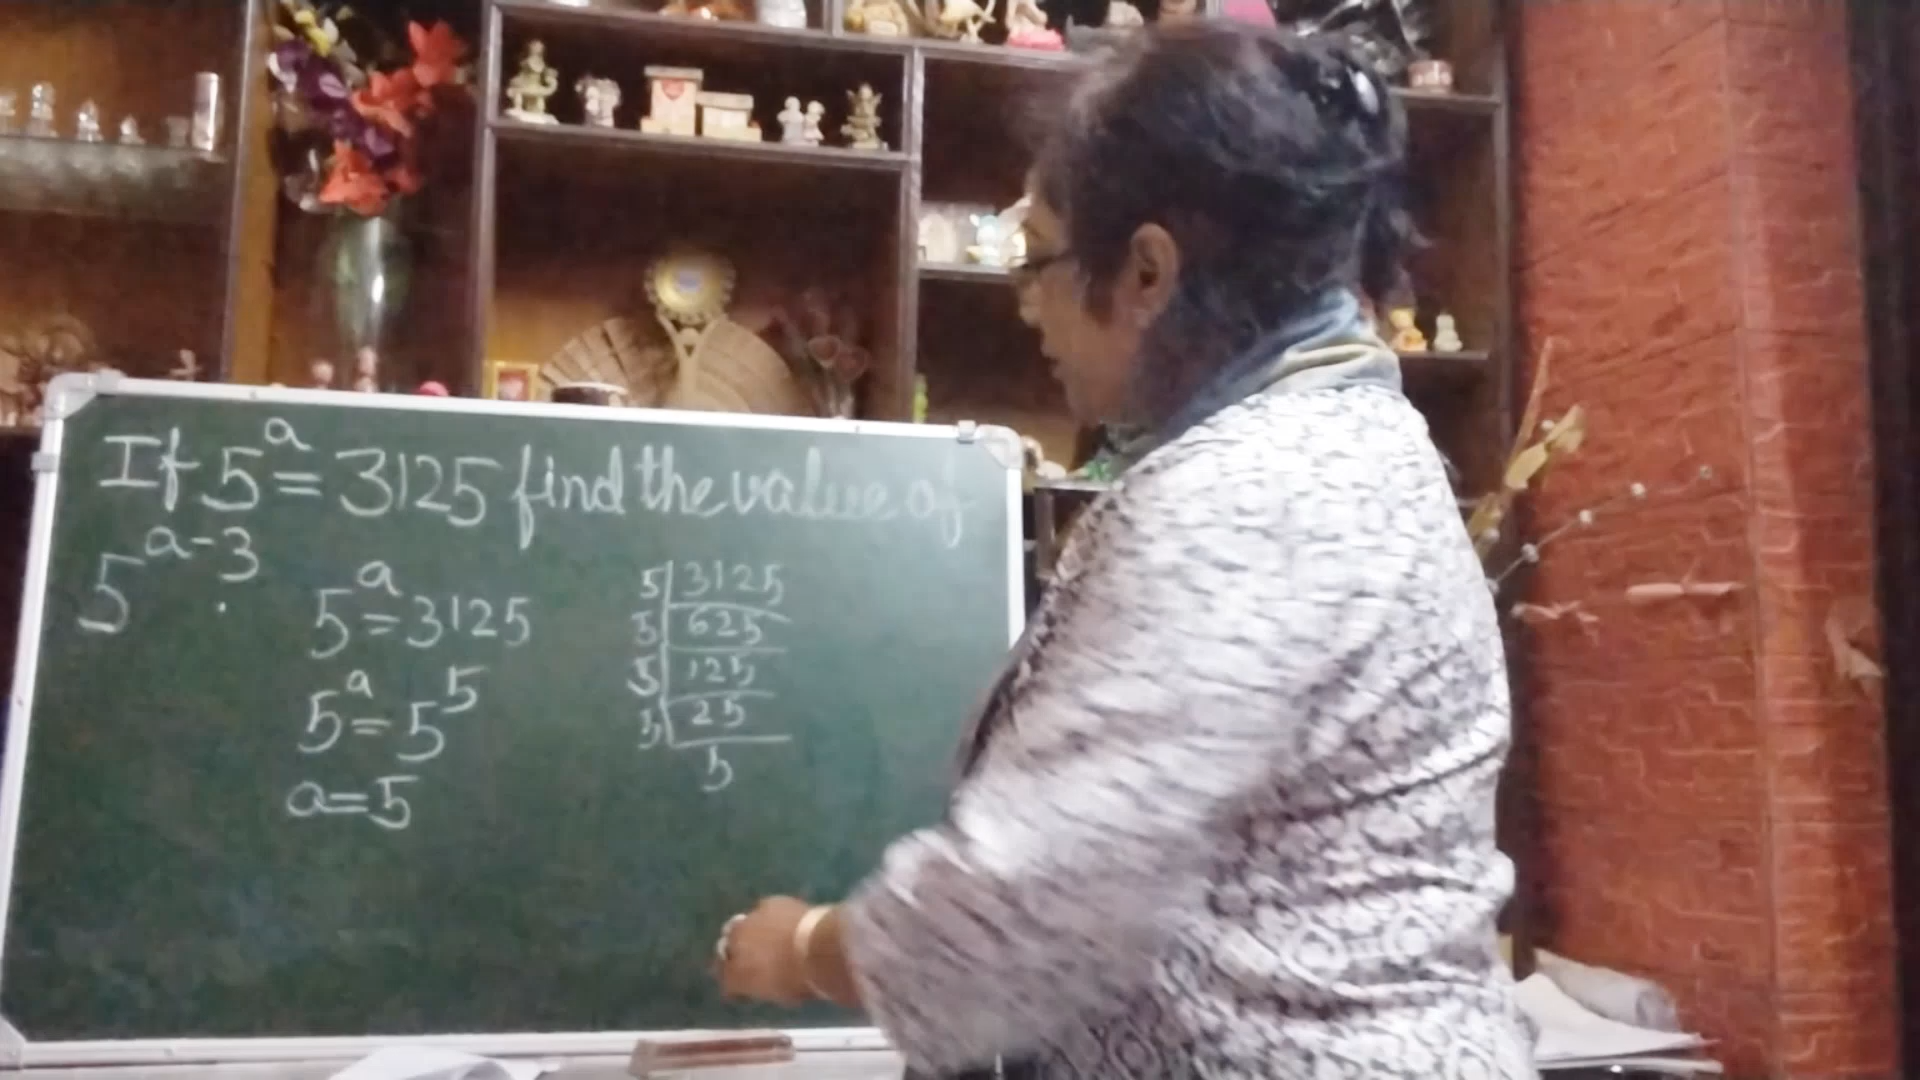 If 5^a = 3125 find the value of
5^a-3.
5^a = 3125
5^a = 5^5
a = 5
5 | 3125
5 | 625
5 | 125
5 | 25
5